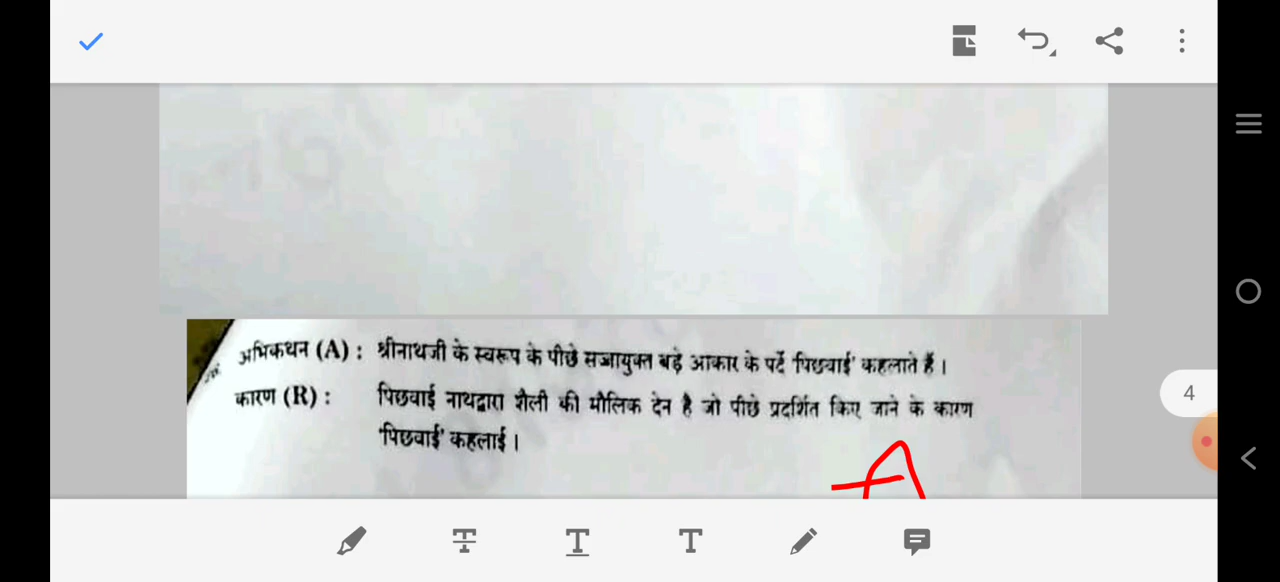 4
अभिकथन (A) : श्रीनाथजी के स्वरूप के पीछे सज्जायुक्त बड़े आकार के पर्दे 'पिछवाई' कहलाते हैं।
कारण (R) : पिछवाई नाथद्वारा शैली की मौलिक देन है जो पीछे प्रदर्शित किए जाने के कारण
'पिछवाई' कहलाई।
A